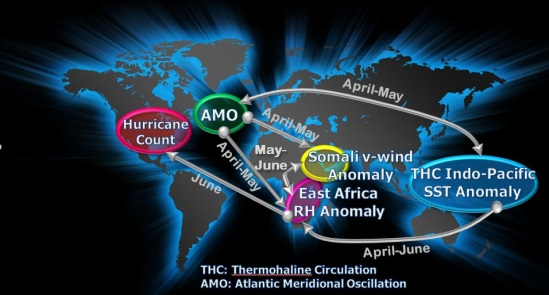 April-May
Hurricane
Count
AMO
April-May
May-
June
Somali v-wind
Anomaly
THC Indo-Pacific
SST Anomaly
April-May
June
East Africa
RH Anomaly
April-June
THC: Thermohaline Circulation
AMO: Atlantic Meridional Oscillation